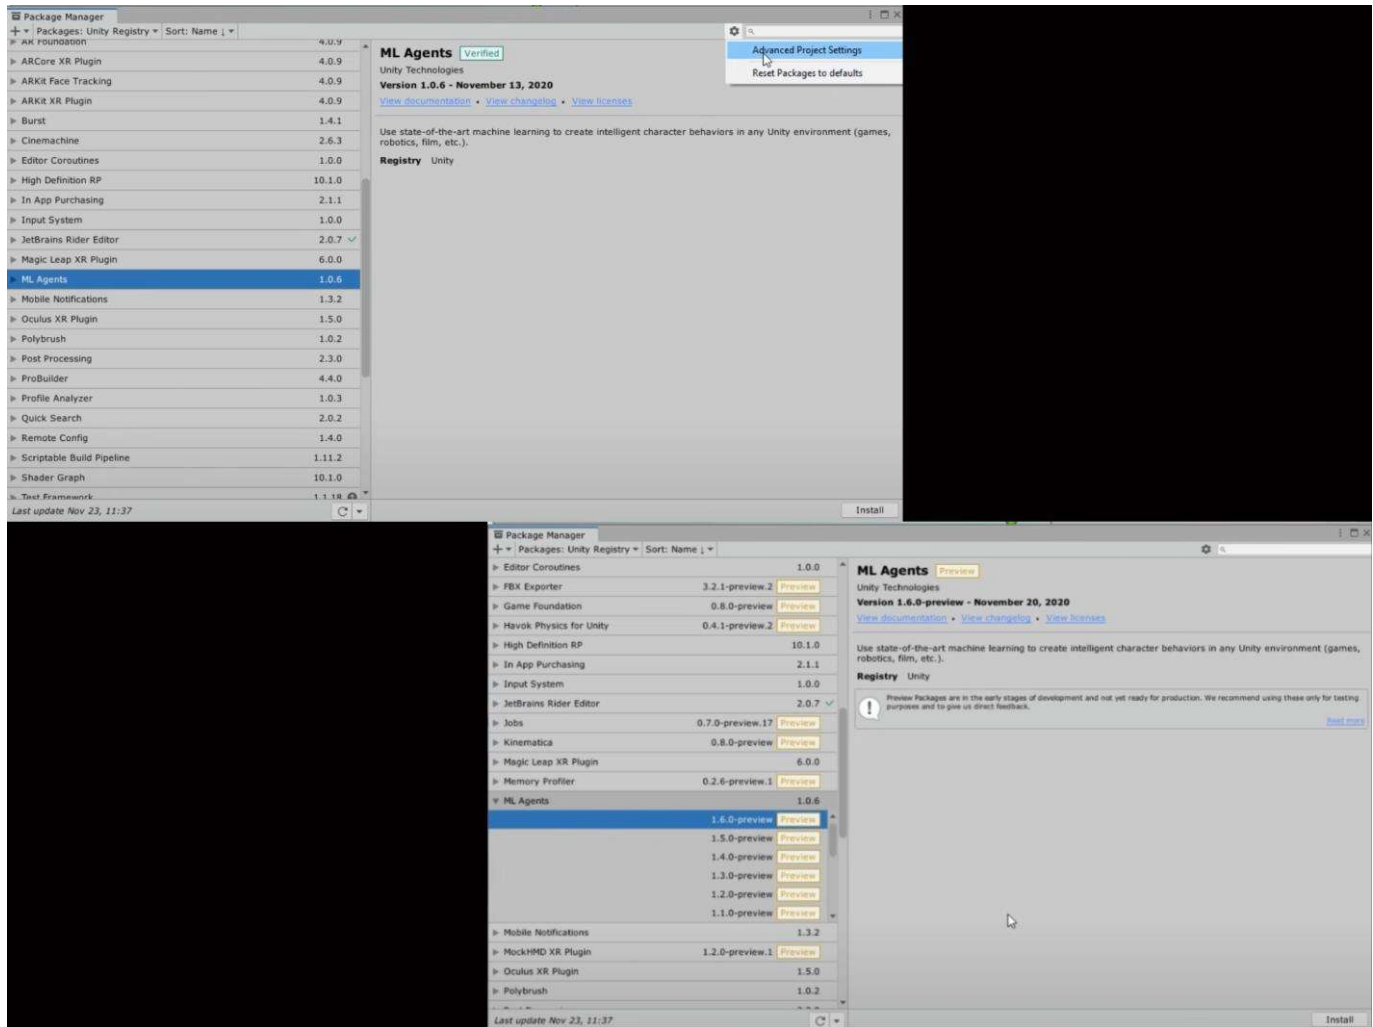 Package Manager
+ Packages: Unity Registry Sort: Name ↓
AR Foundation 4.0.9
ARCore XR Plugin 4.0.9
ARKit Face Tracking 4.0.9
ARKit XR Plugin 4.0.9
Burst 1.4.1
Cinemachine 2.6.3
Editor Coroutines 1.0.0
High Definition RP 10.1.0
In App Purchasing 2.1.1
Input System 1.0.0
JetBrains Rider Editor 2.0.7
Magic Leap XR Plugin 6.0.0
ML Agents 1.0.6
Mobile Notifications 1.3.2
Oculus XR Plugin 1.5.0
Polybrush 1.0.2
Post Processing 2.3.0
ProBuilder 4.4.0
Profile Analyzer 1.0.3
Quick Search 2.0.2
Remote Config 1.4.0
Scriptable Build Pipeline 1.11.2
Shader Graph 10.1.0
Test Framework 1.1.18
Last update Nov 23, 11:37
ML Agents Verified
Unity Technologies
Version 1.0.6 - November 13, 2020
View documentation • View changelog • View licenses
Use state-of-the-art machine learning to create intelligent character behaviors in any Unity environment (games,
robotics, film, etc.).
Registry Unity
Advanced Project Settings
Reset Packages to defaults
Install
Package Manager
+ Packages: Unity Registry Sort: Name ↓
Editor Coroutines 1.0.0
FBX Exporter 3.2.1-preview.2 Preview
Game Foundation 0.8.0-preview Preview
Havok Physics for Unity 0.4.1-preview.2 Preview
High Definition RP 10.1.0
In App Purchasing 2.1.1
Input System 1.0.0
JetBrains Rider Editor 2.0.7
Jobs 0.7.0-preview.17 Preview
Kinematica 0.8.0-preview Preview
Magic Leap XR Plugin 6.0.0
Memory Profiler 0.2.6-preview.1 Preview
ML Agents 1.0.6
1.6.0-preview Preview
1.5.0-preview Preview
1.4.0-preview Preview
1.3.0-preview Preview
1.2.0-preview Preview
1.1.0-preview Preview
Mobile Notifications 1.3.2
MockHMD XR Plugin 1.2.0-preview.1 Preview
Oculus XR Plugin 1.5.0
Polybrush 1.0.2
Last update Nov 23, 11:37
ML Agents Preview
Unity Technologies
Version 1.6.0-preview - November 20, 2020
View documentation • View changelog • View licenses
Use state-of-the-art machine learning to create intelligent character behaviors in any Unity environment (games,
robotics, film, etc.).
Registry Unity
Preview Packages are in the early stages of development and not yet ready for production. We recommend using these only for testing
purposes and to give us direct feedback.
Read more
Install